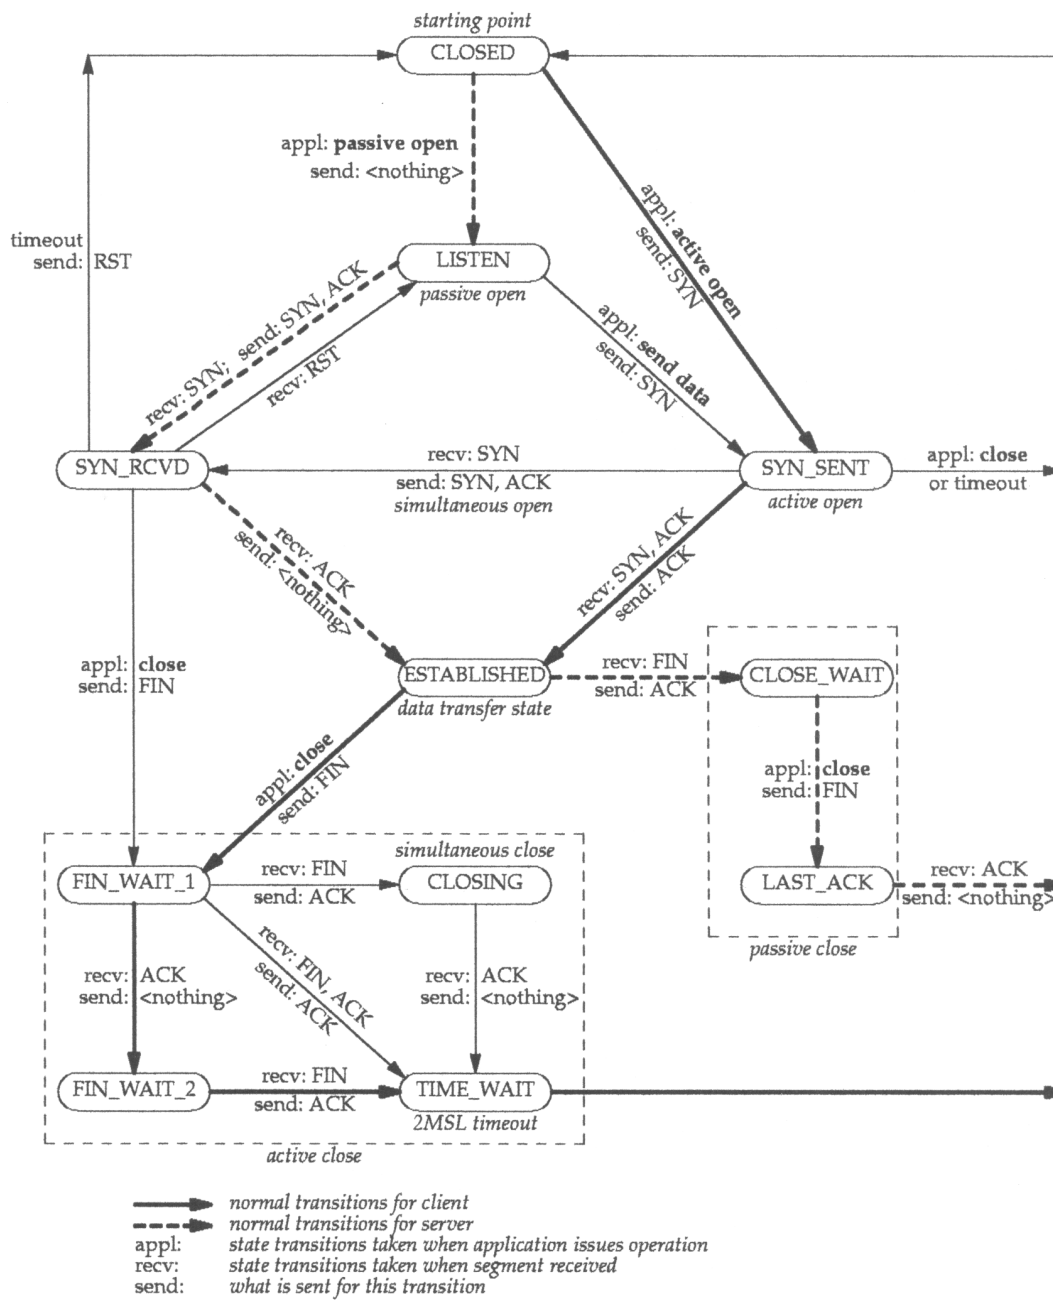 starting point
CLOSED
appl: passive open
send: <nothing>
appl: active open
send: SYN
timeout
send: RST
LISTEN
passive open
recv: SYN; send: SYN, ACK
recv: RST
appl: send data
send: SYN
SYN_RCVD
recv: SYN
send: SYN, ACK
simultaneous open
SYN_SENT
active open
appl: close
or timeout
recv: ACK
send: <nothing>
recv: SYN, ACK
send: ACK
appl: close
send: FIN
ESTABLISHED
data transfer state
recv: FIN
send: ACK
CLOSE_WAIT
appl: close
send: FIN
appl: close
send: FIN
simultaneous close
FIN_WAIT_1
recv: FIN
send: ACK
CLOSING
LAST_ACK
recv: ACK
send: <nothing>
passive close
recv: ACK
send: <nothing>
recv: FIN, ACK
send: ACK
recv: ACK
send: <nothing>
FIN_WAIT_2
recv: FIN
send: ACK
TIME_WAIT
2MSL timeout
active close
normal transitions for client
normal transitions for server
appl: state transitions taken when application issues operation
recv: state transitions taken when segment received
send: what is sent for this transition